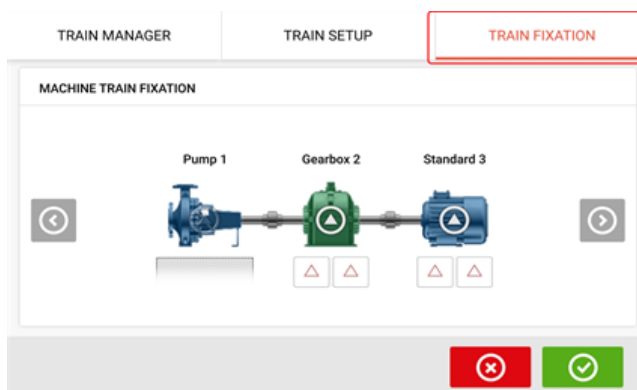 TRAIN MANAGER TRAIN SETUP TRAIN FIXATION
MACHINE TRAIN FIXATION
Pump 1 Gearbox 2 Standard 3